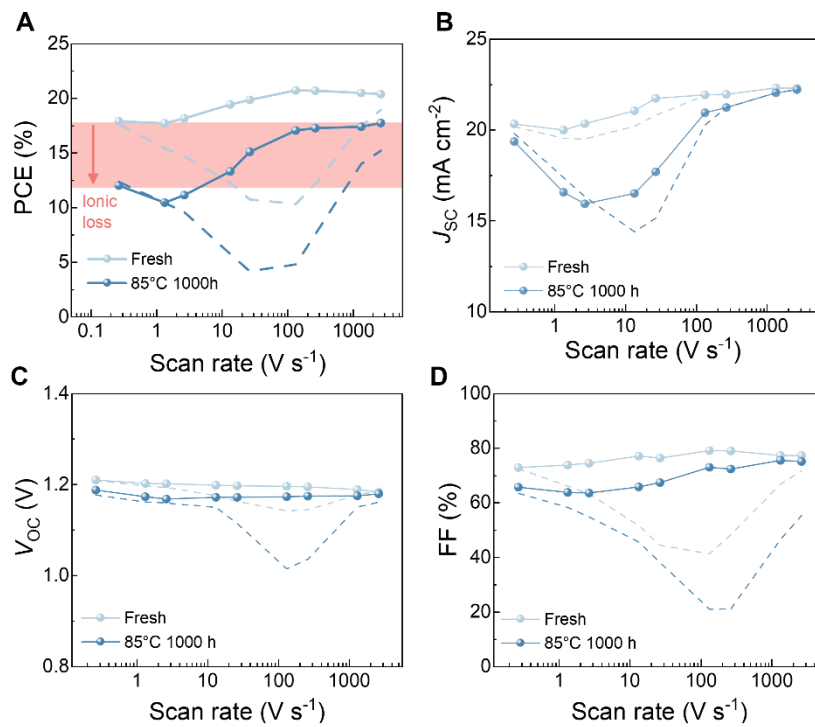 A
PCE (%)
25
20
15
10
5
0
Ionic
loss
Fresh
85°C 1000h
0.1 1 10 100 1000
Scan rate (V s⁻¹)
B
JSC (mA cm⁻²)
25
20
15
10
Fresh
85°C 1000 h
1 10 100 1000
Scan rate (V s⁻¹)
C
VOC (V)
1.4
1.2
1.0
0.8
Fresh
85°C 1000 h
1 10 100 1000
Scan rate (V s⁻¹)
D
FF (%)
100
80
60
40
20
0
Fresh
85°C 1000 h
1 10 100 1000
Scan rate (V s⁻¹)